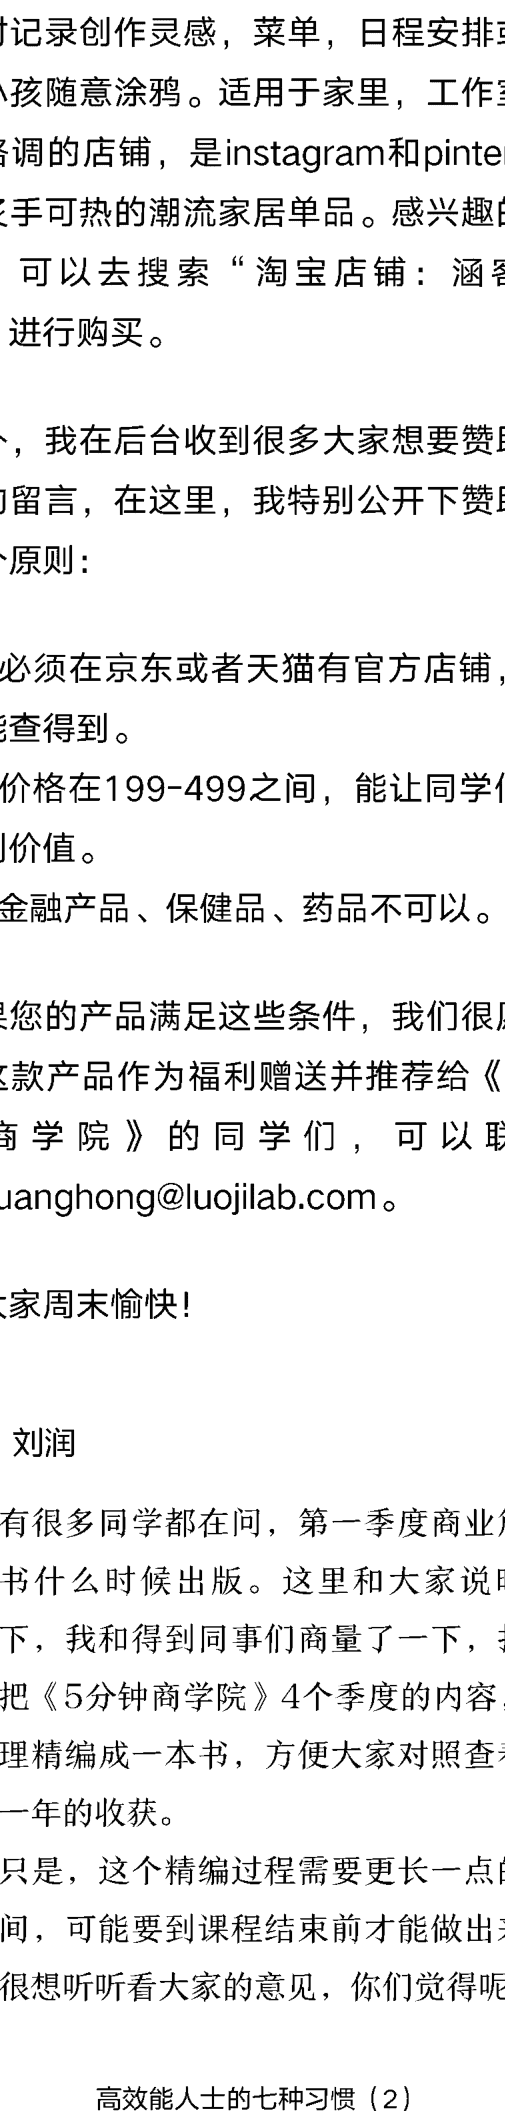 记录创作灵感，菜单，日程安排
孩随意涂鸦。适用于家里，工作
调的店铺，是instagram和pinte
手可热的潮流家居单品。感兴趣
可以去搜索“淘宝店铺：涵
进行购买。
，我在后台收到很多大家想要赞
留言，在这里，我特别公开下赞
个原则：
必须在京东或者天猫有官方店铺，
能查得到。
价格在199-499之间，能让同学
价值。
金融产品、保健品、药品不可以。
果您的产品满足这些条件，我们很
这款产品作为福利赠送并推荐给《
商学院》的同学们，可以联
uanghong@luojilab.com。
大家周末愉快！
刘润
有很多同学都在问，第一季度商业
书什么时候出版。这里和大家说明
下，我和得到同事们商量了一下，
把《5分钟商学院》4个季度的内容，
理精编成一本书，方便大家对照查看
一年的收获。
只是，这个精编过程需要更长一点的
间，可能要到课程结束前才能做出来
很想听听看大家的意见，你们觉得呢
高效能人士的七种习惯（2）